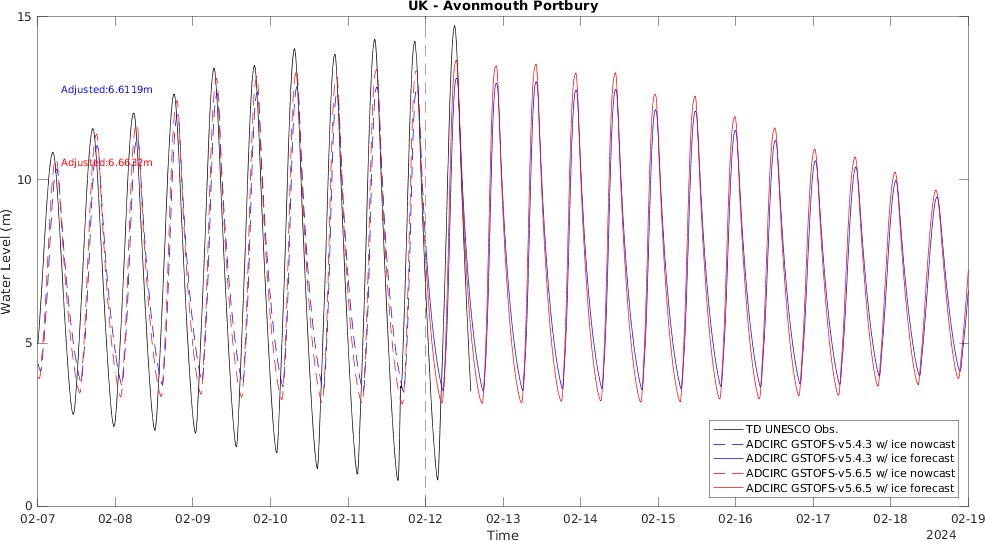 UK - Avonmouth Portbury
15
10
5
0
Water Level (m)
Adjusted:6.6119m
Adjusted:6.6632m
TD UNESCO Obs.
ADCIRC GSTOFS-v5.4.3 w/ ice nowcast
ADCIRC GSTOFS-v5.4.3 w/ ice forecast
ADCIRC GSTOFS-v5.6.5 w/ ice nowcast
ADCIRC GSTOFS-v5.6.5 w/ ice forecast
02-07 02-08 02-09 02-10 02-11 02-12 02-13 02-14 02-15 02-16 02-17 02-18 02-19
Time
2024